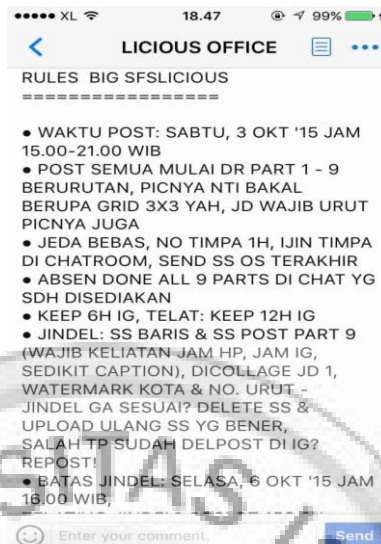 ●●●●● XL 18.47 99%
LICIOUS OFFICE
RULES BIG SFSLICIOUS
==================
● WAKTU POST: SABTU, 3 OKT '15 JAM
15.00-21.00 WIB
● POST SEMUA MULAI DR PART 1 - 9
BERURUTAN, PICNYA NTI BAKAL
BERUPA GRID 3X3 YAH, JD WAJIB URUT
PICNYA JUGA
● JEDA BEBAS, NO TIMPA 1H, IJIN TIMPA
DI CHATROOM, SEND SS OS TERAKHIR
● ABSEN DONE ALL 9 PARTS DI CHAT YG
SDH DISEDIAKAN
● KEEP 6H IG, TELAT: KEEP 12H IG
● JINDEL: SS BARIS & SS POST PART 9
(WAJIB KELIATAN JAM HP, JAM IG,
SEDIKIT CAPTION), DICOLLAGE JD 1,
WATERMARK KOTA & NO. URUT -
JINDEL GA SESUAI? DELETE SS &
UPLOAD ULANG SS YG BENER,
SALAH TP SUDAH DELPOST DI IG?
REPOST!
● BATAS JINDEL: SELASA, 6 OKT '15 JAM
16.00 WIB,
Enter your comment. Send